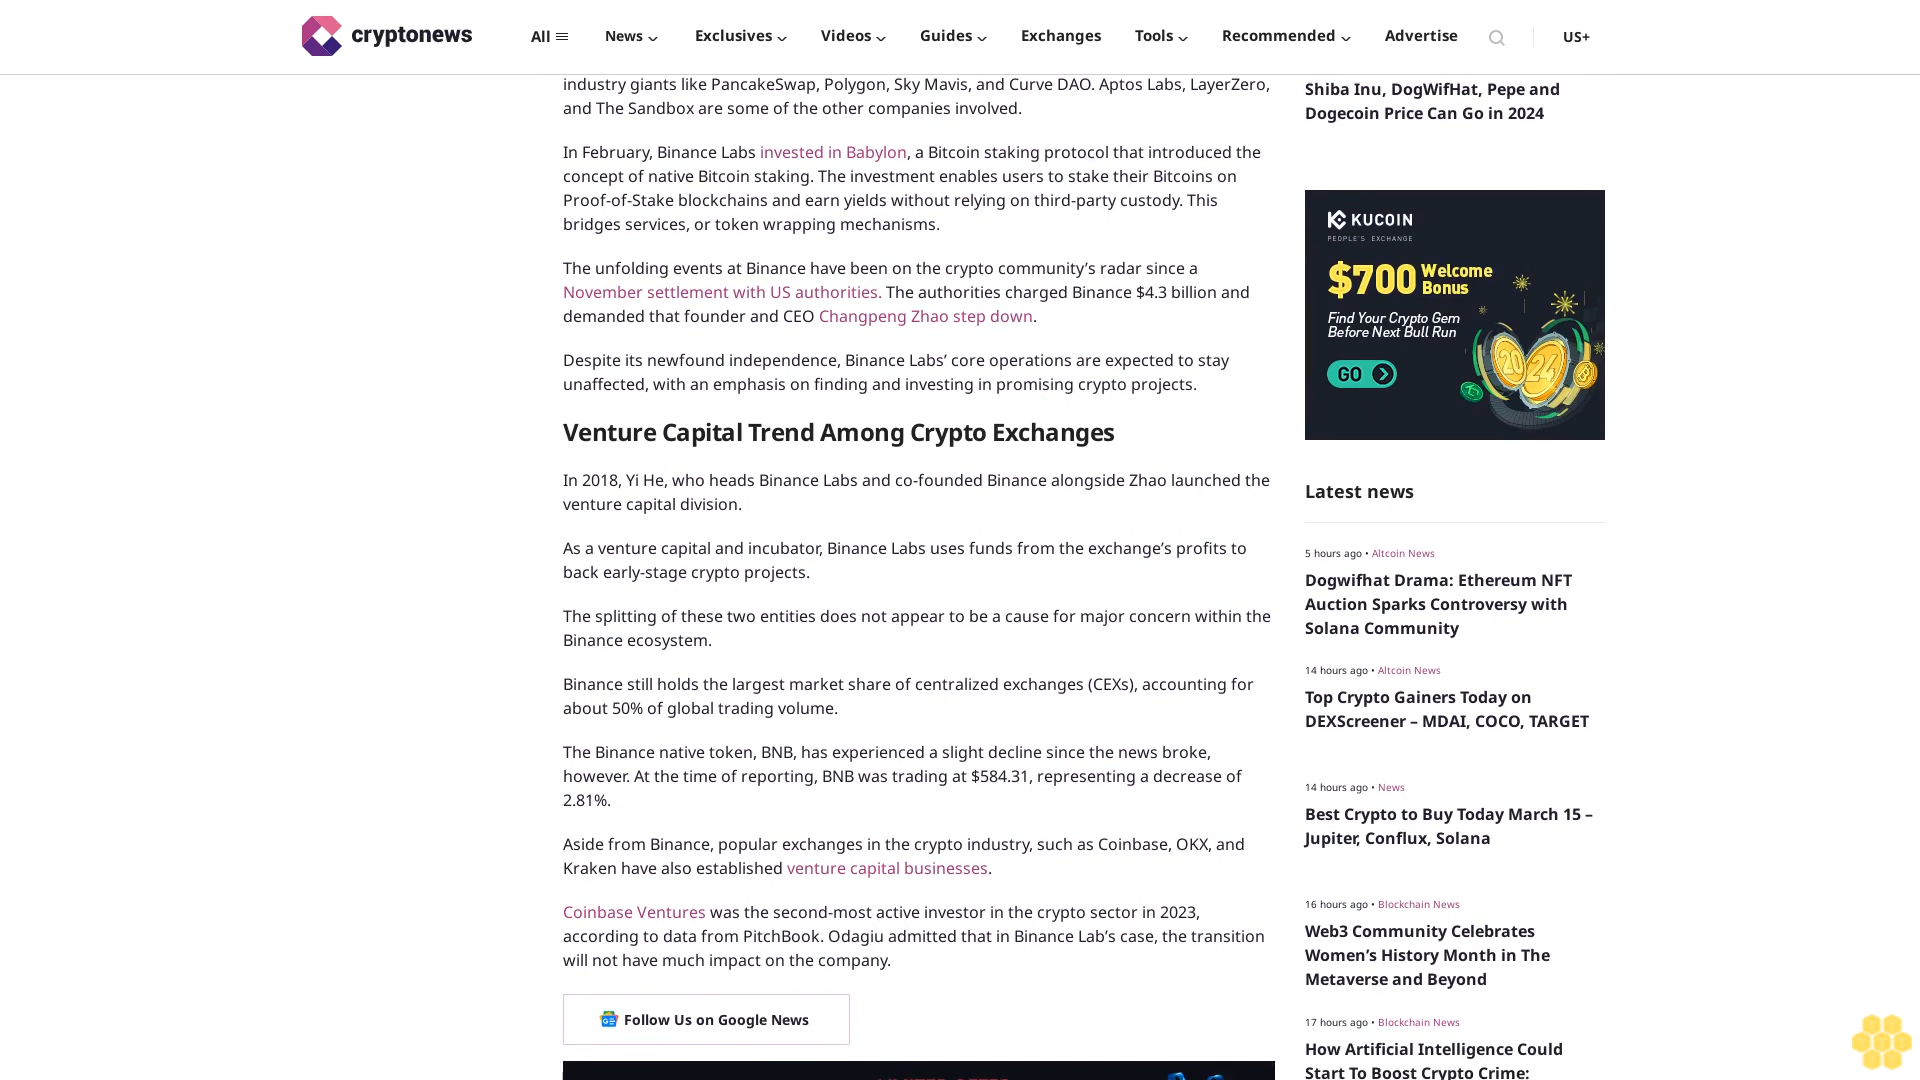 cryptonews
All
News
Exclusives
Videos
Guides
Exchanges
Tools
Recommended
Advertise
US+
industry giants like PancakeSwap, Polygon, Sky Mavis, and Curve DAO. Aptos Labs, LayerZero,
and The Sandbox are some of the other companies involved.
In February, Binance Labs invested in Babylon, a Bitcoin staking protocol that introduced the
concept of native Bitcoin staking. The investment enables users to stake their Bitcoins on
Proof-of-Stake blockchains and earn yields without relying on third-party custody. This
bridges services, or token wrapping mechanisms.
The unfolding events at Binance have been on the crypto community’s radar since a
November settlement with US authorities. The authorities charged Binance $4.3 billion and
demanded that founder and CEO Changpeng Zhao step down.
Despite its newfound independence, Binance Labs’ core operations are expected to stay
unaffected, with an emphasis on finding and investing in promising crypto projects.
Venture Capital Trend Among Crypto Exchanges
In 2018, Yi He, who heads Binance Labs and co-founded Binance alongside Zhao launched the
venture capital division.
As a venture capital and incubator, Binance Labs uses funds from the exchange’s profits to
back early-stage crypto projects.
The splitting of these two entities does not appear to be a cause for major concern within the
Binance ecosystem.
Binance still holds the largest market share of centralized exchanges (CEXs), accounting for
about 50% of global trading volume.
The Binance native token, BNB, has experienced a slight decline since the news broke,
however. At the time of reporting, BNB was trading at $584.31, representing a decrease of
2.81%.
Aside from Binance, popular exchanges in the crypto industry, such as Coinbase, OKX, and
Kraken have also established venture capital businesses.
Coinbase Ventures was the second-most active investor in the crypto sector in 2023,
according to data from PitchBook. Odagiu admitted that in Binance Lab’s case, the transition
will not have much impact on the company.
Follow Us on Google News
Shiba Inu, DogWifHat, Pepe and
Dogecoin Price Can Go in 2024
KUCOIN
PEOPLE'S EXCHANGE
$700 Welcome
Bonus
Find Your Crypto Gem
Before Next Bull Run
GO
20
24
Latest news
5 hours ago • Altcoin News
Dogwifhat Drama: Ethereum NFT
Auction Sparks Controversy with
Solana Community
14 hours ago • Altcoin News
Top Crypto Gainers Today on
DEXScreener – MDAI, COCO, TARGET
14 hours ago • News
Best Crypto to Buy Today March 15 –
Jupiter, Conflux, Solana
16 hours ago • Blockchain News
Web3 Community Celebrates
Women’s History Month in The
Metaverse and Beyond
17 hours ago • Blockchain News
How Artificial Intelligence Could
Start To Boost Crypto Crime: